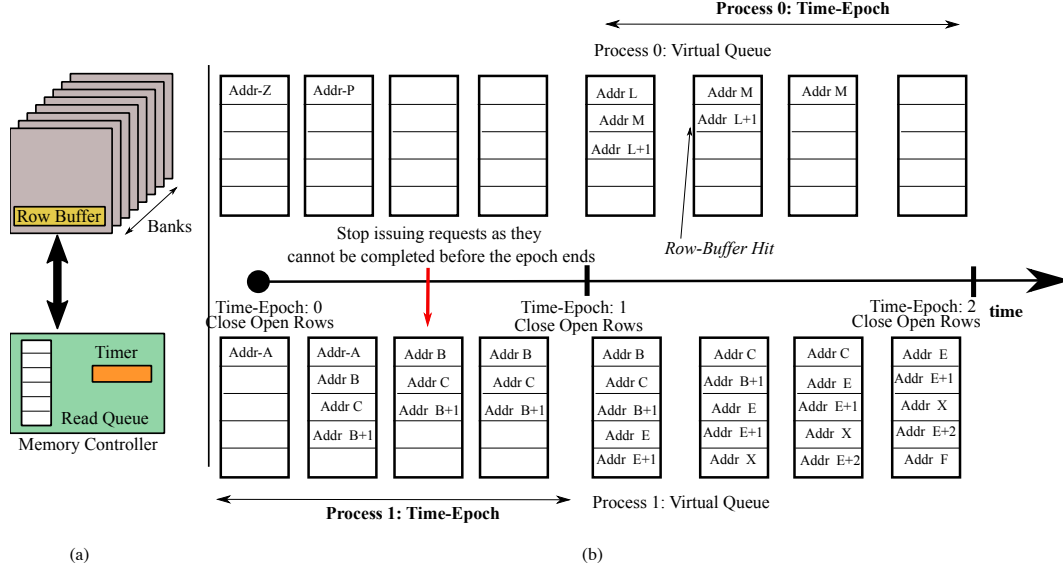 Process 0: Time-Epoch
Process 0: Virtual Queue
Addr-Z
Addr-P
Addr L
Addr M
Addr L+1
Addr M
Addr L+1
Addr M
Row-Buffer Hit
Row Buffer
Banks
Stop issuing requests as they
cannot be completed before the epoch ends
Time-Epoch: 0
Close Open Rows
Time-Epoch: 1
Close Open Rows
Time-Epoch: 2
Close Open Rows
time
Timer
Read Queue
Memory Controller
Addr-A
Addr-A
Addr B
Addr C
Addr B+1
Addr B
Addr C
Addr B+1
Addr B
Addr C
Addr B+1
Addr B
Addr C
Addr B+1
Addr E
Addr E+1
Addr C
Addr B+1
Addr E
Addr E+1
Addr X
Addr C
Addr E
Addr E+1
Addr X
Addr E+2
Addr E
Addr E+1
Addr X
Addr E+2
Addr F
Process 1: Time-Epoch
Process 1: Virtual Queue
(a)
(b)